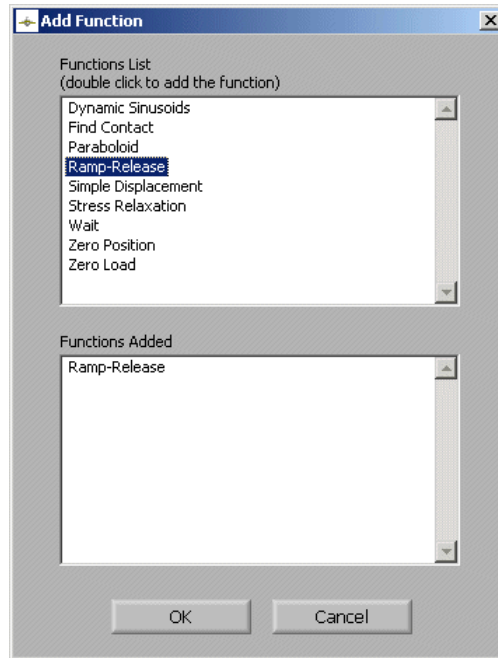 Add Function
Functions List
(double click to add the function)
Dynamic Sinusoids
Find Contact
Paraboloid
Ramp-Release
Simple Displacement
Stress Relaxation
Wait
Zero Position
Zero Load
Functions Added
Ramp-Release
OK
Cancel